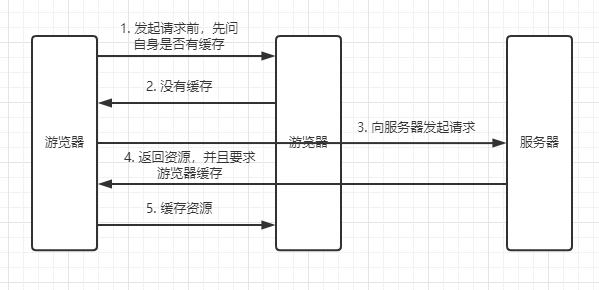 1. 发起请求前，先问
自身是否有缓存
2. 没有缓存
游览器
游览器
3. 向服务器发起请求
服务器
4. 返回资源，并且要求
游览器缓存
5. 缓存资源